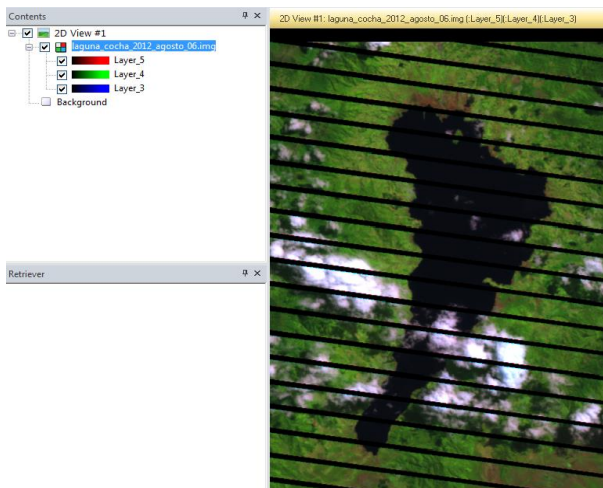 Contents
2D View #1
laguna_cocha_2012_agosto_06.img
Layer_5
Layer_4
Layer_3
Background
Retriever
2D View #1: laguna_cocha_2012_agosto_06.img (:Layer_5)(:Layer_4)(:Layer_3)